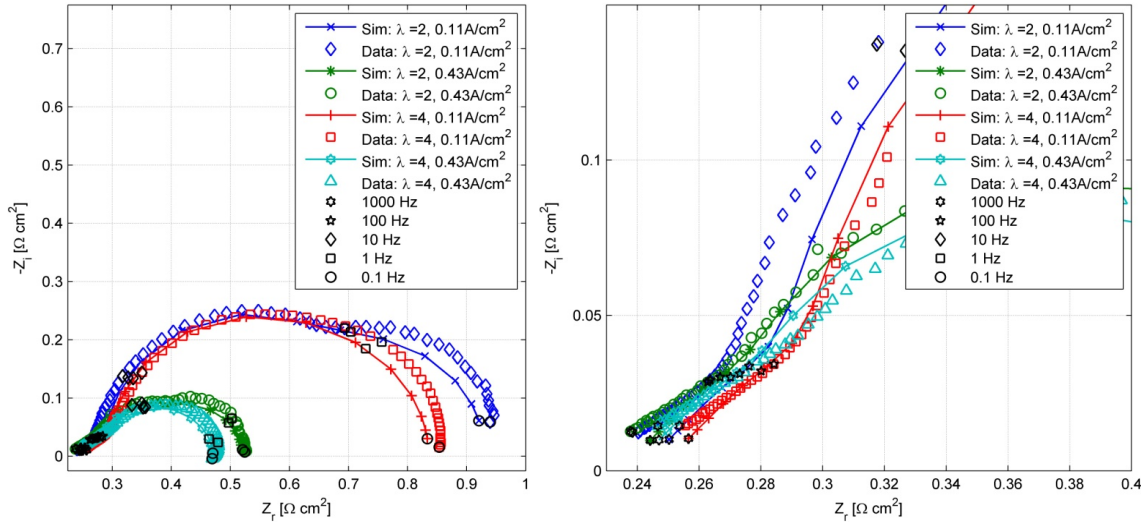 0.7
0.6
0.5
0.4
0.3
0.2
0.1
0
-Zᵢ [Ω cm²]
0.3 0.4 0.5 0.6 0.7 0.8 0.9 1
Zᵣ [Ω cm²]
Sim: λ =2, 0.11A/cm²
Data: λ =2, 0.11A/cm²
Sim: λ =2, 0.43A/cm²
Data: λ =2, 0.43A/cm²
Sim: λ =4, 0.11A/cm²
Data: λ =4, 0.11A/cm²
Sim: λ =4, 0.43A/cm²
Data: λ =4, 0.43A/cm²
1000 Hz
100 Hz
10 Hz
1 Hz
0.1 Hz
0.1
0.05
0
-Zᵢ [Ω cm²]
0.24 0.26 0.28 0.3 0.32 0.34 0.36 0.38 0.4
Zᵣ [Ω cm²]
Sim: λ =2, 0.11A/cm²
Data: λ =2, 0.11A/cm²
Sim: λ =2, 0.43A/cm²
Data: λ =2, 0.43A/cm²
Sim: λ =4, 0.11A/cm²
Data: λ =4, 0.11A/cm²
Sim: λ =4, 0.43A/cm²
Data: λ =4, 0.43A/cm²
1000 Hz
100 Hz
10 Hz
1 Hz
0.1 Hz